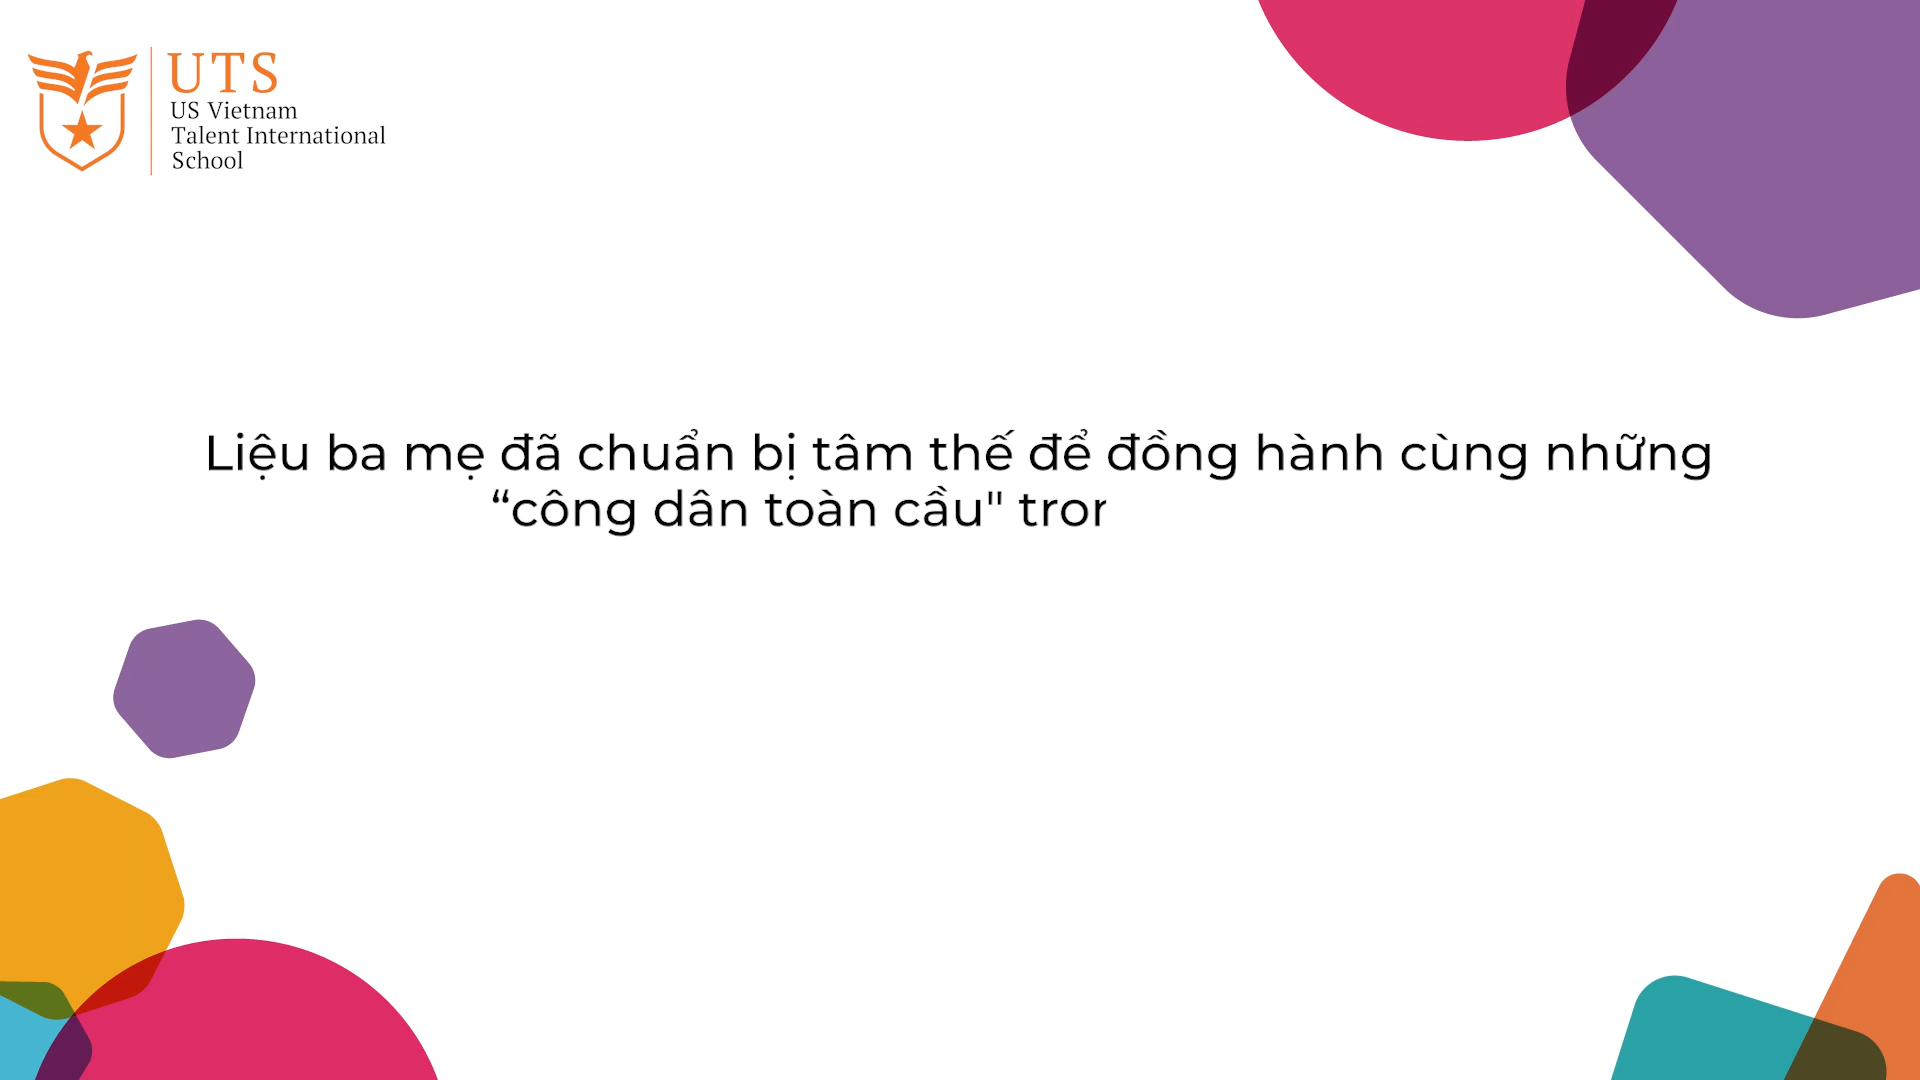 UTS
US Vietnam
Talent International
School
Liệu ba mẹ đã chuẩn bị tâm thế để đồng hành cùng những
“công dân toàn cầu"